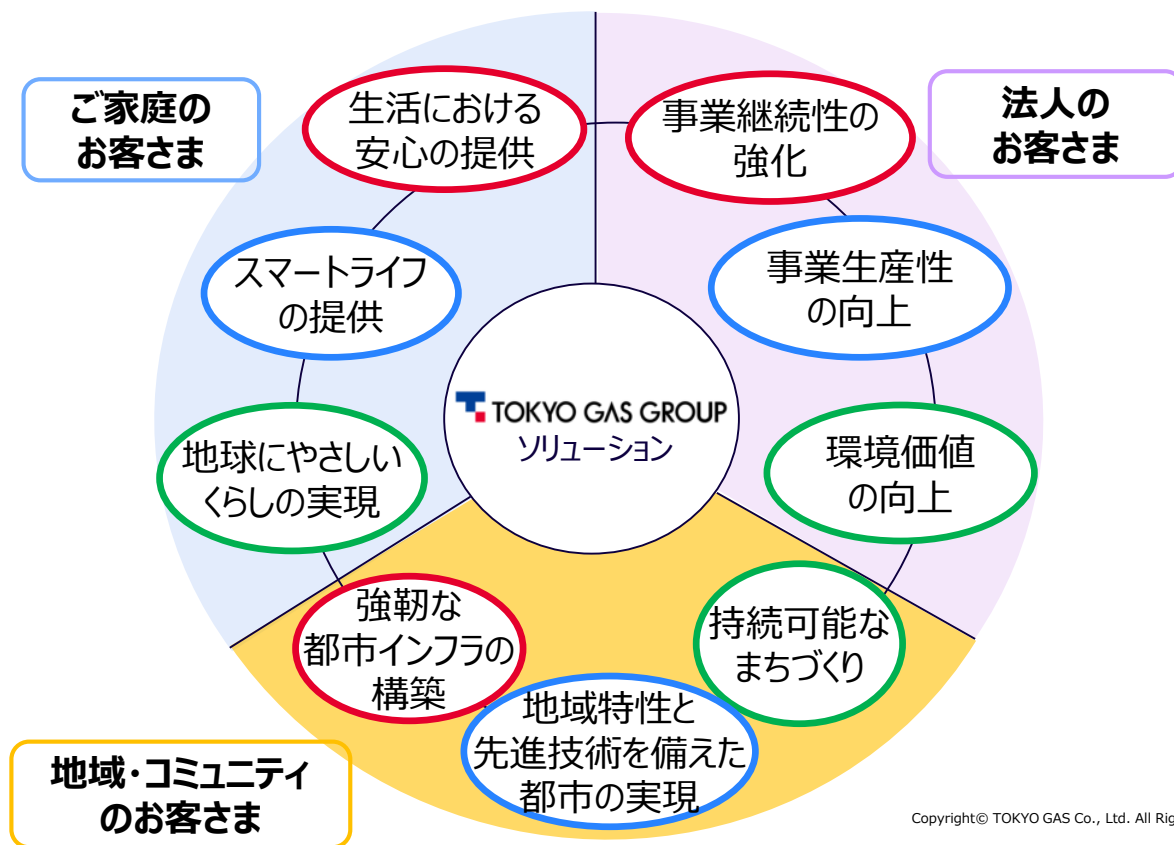 ご家庭の
お客さま
生活における
安心の提供
事業継続性の
強化
法人の
お客さま
スマートライフ
の提供
事業生産性
の向上
TOKYO GAS GROUP
ソリューション
地球にやさしい
くらしの実現
環境価値
の向上
強靭な
都市インフラの
構築
持続可能な
まちづくり
地域特性と
先進技術を備えた
都市の実現
地域・コミュニティ
のお客さま
Copyright© TOKYO GAS Co., Ltd. All Rig